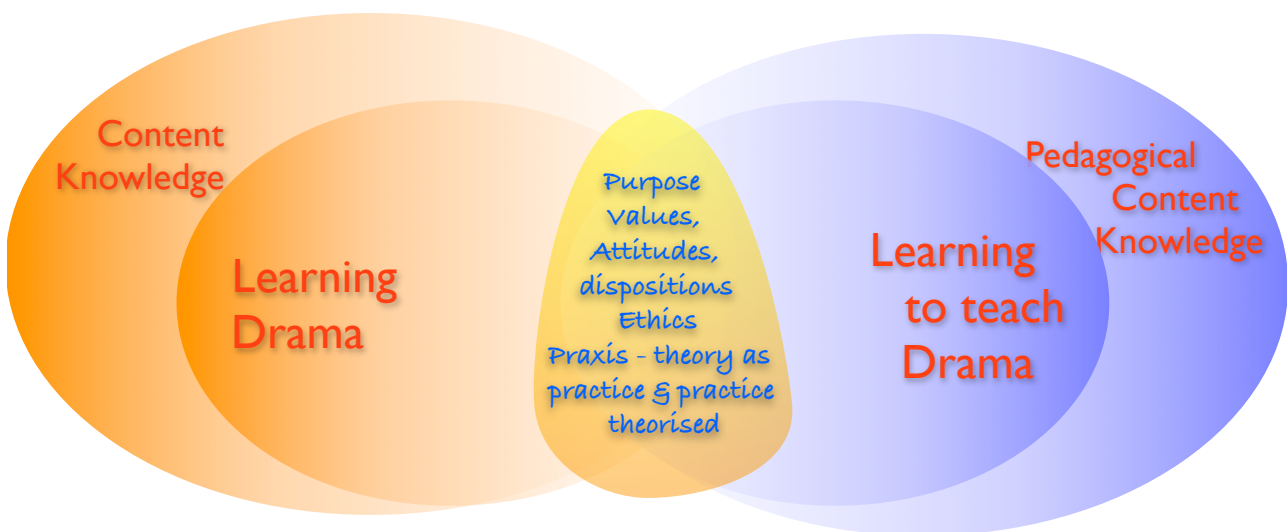 Content
Knowledge
Learning
Drama
Purpose
Values,
Attitudes,
dispositions
Ethics
Praxis - theory as
practice & practice
theorised
Pedagogical
Content
Knowledge
Learning
to teach
Drama